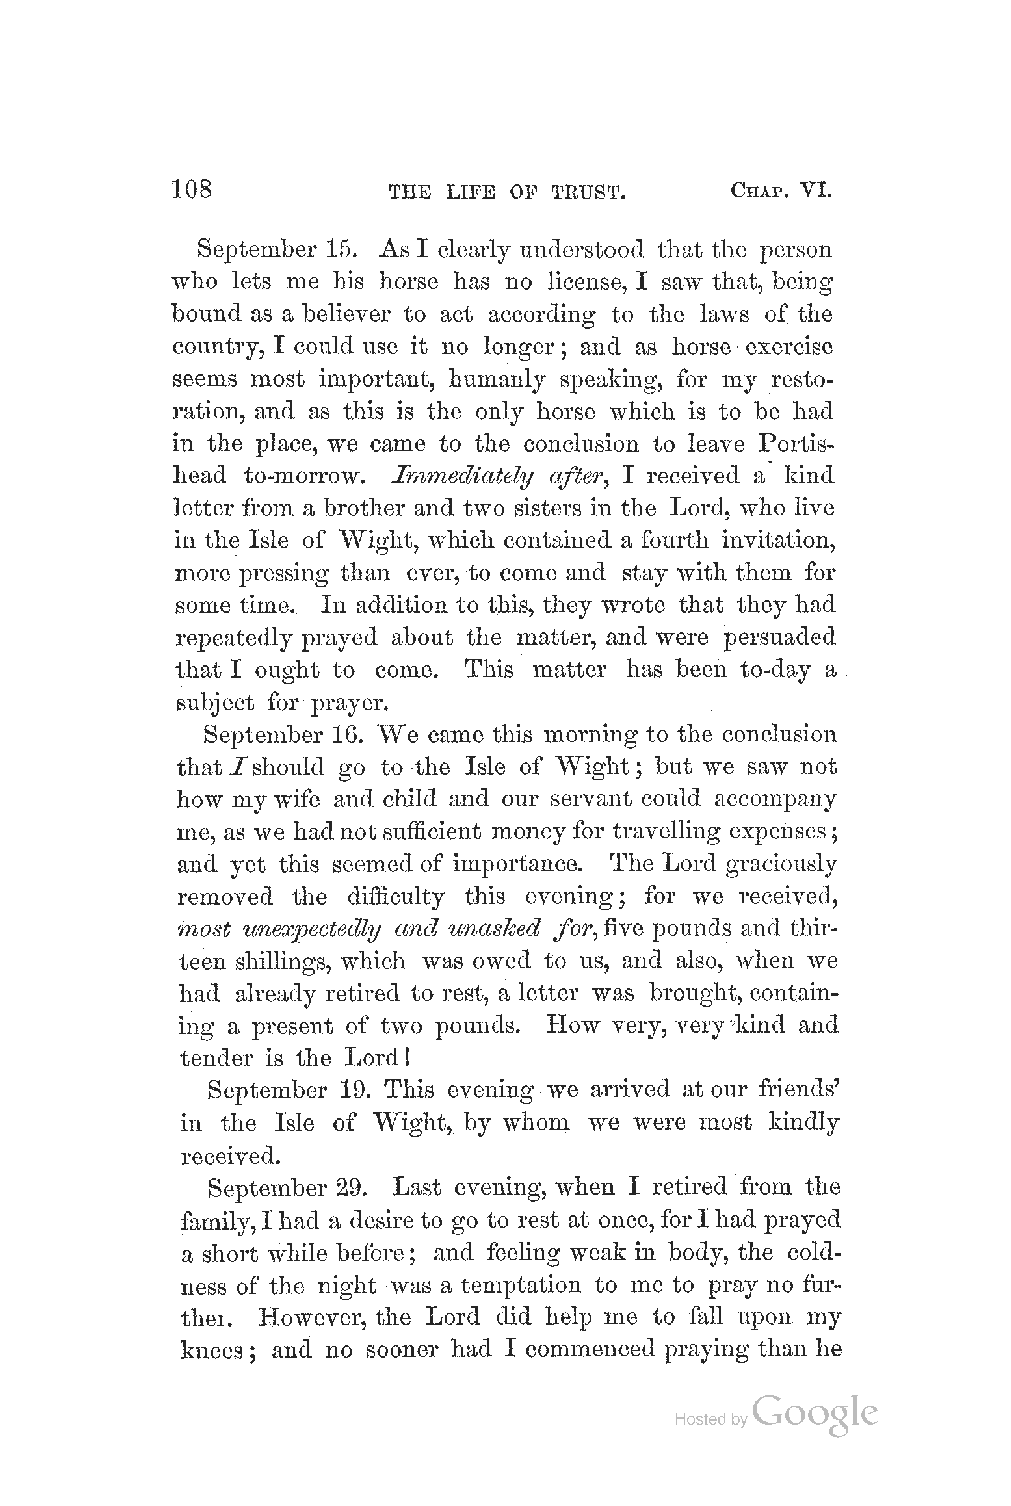 108 THE LIFE OF TRUST. CHAP. VI.
September 15. As I clearly understood that the person
who lets me his horse has no license, I saw that, being
bound as a believer to act according to the laws of the
country, I could use it no longer; and as horse exercise
seems most important, humanly speaking, for my resto-
ration, and as this is the only horse which is to be had
in the place, we came to the conclusion to leave Portis-
head to-morrow. Immediately after, I received a kind
letter from a brother and two sisters in the Lord, who live
in the Isle of Wight, which contained a fourth invitation,
more pressing than ever, to come and stay with them for
some time. In addition to this, they wrote that they had
repeatedly prayed about the matter, and were persuaded
that I ought to come. This matter has been to-day a
subject for prayer.
September 16. We came this morning to the conclusion
that I should go to the Isle of Wight; but we saw not
how my wife and child and our servant could accompany
me, as we had not sufficient money for travelling expenses;
and yet this seemed of importance. The Lord graciously
removed the difficulty this evening; for we received,
most unexpectedly and unasked for, five pounds and thir-
teen shillings, which was owed to us, and also, when we
had already retired to rest, a letter was brought, contain-
ing a present of two pounds. How very, very kind and
tender is the Lord!
September 19. This evening we arrived at our friends'
in the Isle of Wight, by whom we were most kindly
received.
September 29. Last evening, when I retired from the
family, I had a desire to go to rest at once, for I had prayed
a short while before; and feeling weak in body, the cold-
ness of the night was a temptation to me to pray no fur-
ther. However, the Lord did help me to fall upon my
knees; and no sooner had I commenced praying than he
Hosted by Google